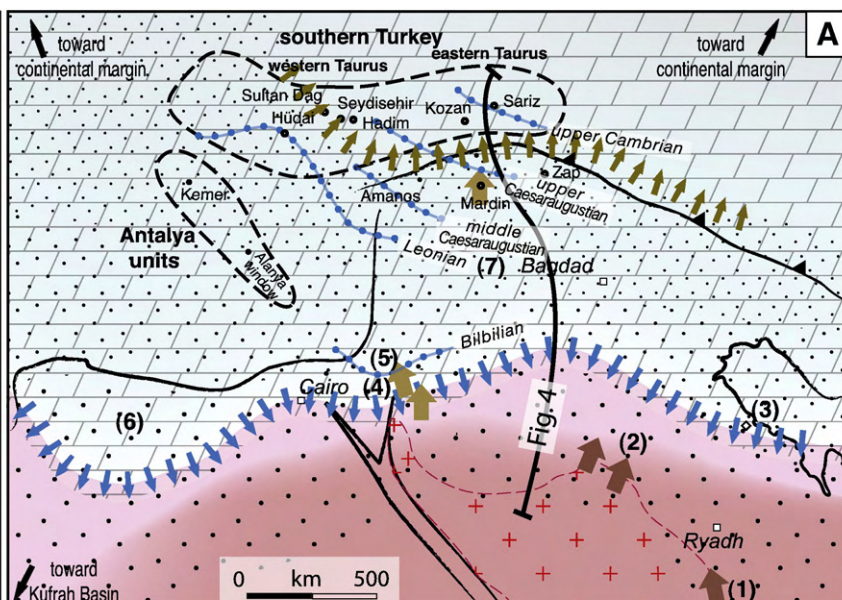 A
toward
continental margin
southern Turkey
toward
continental margin
western Taurus
eastern Taurus
Sultan Dag
Seydisehir
Kozan
Sariz
Hüdai
Hadim
upper Cambrian
Zap
upper
Caesaraugustian
Kemer
Amanos
Mardin
middle
Caesaraugustian
Antalya
units
Leonian
(7)
Bagdad
Alanya
window
Bilbilian
(5)
Cairo
(4)
(6)
Fig. 4
(3)
(2)
Ryadh
toward
Kufrah Basin
0 km 500
(1)